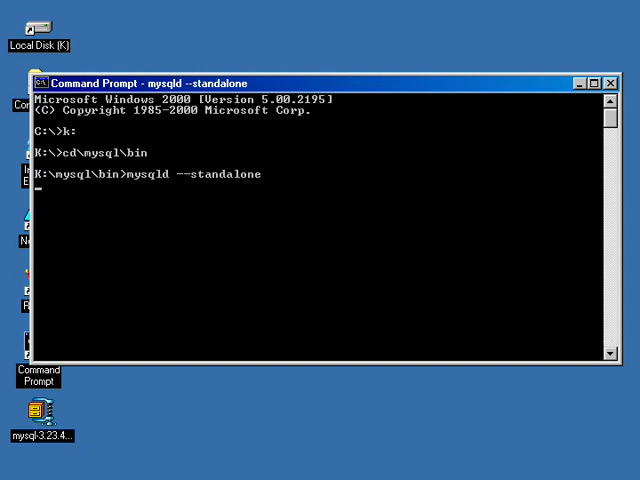 Local Disk (K)
Command Prompt - mysqld --standalone
Microsoft Windows 2000 [Version 5.00.2195]
(C) Copyright 1985-2000 Microsoft Corp.
C:\>k:
K:\>cd\mysql\bin
K:\mysql\bin>mysqld --standalone
Command
Prompt
mysql-3.23.4...